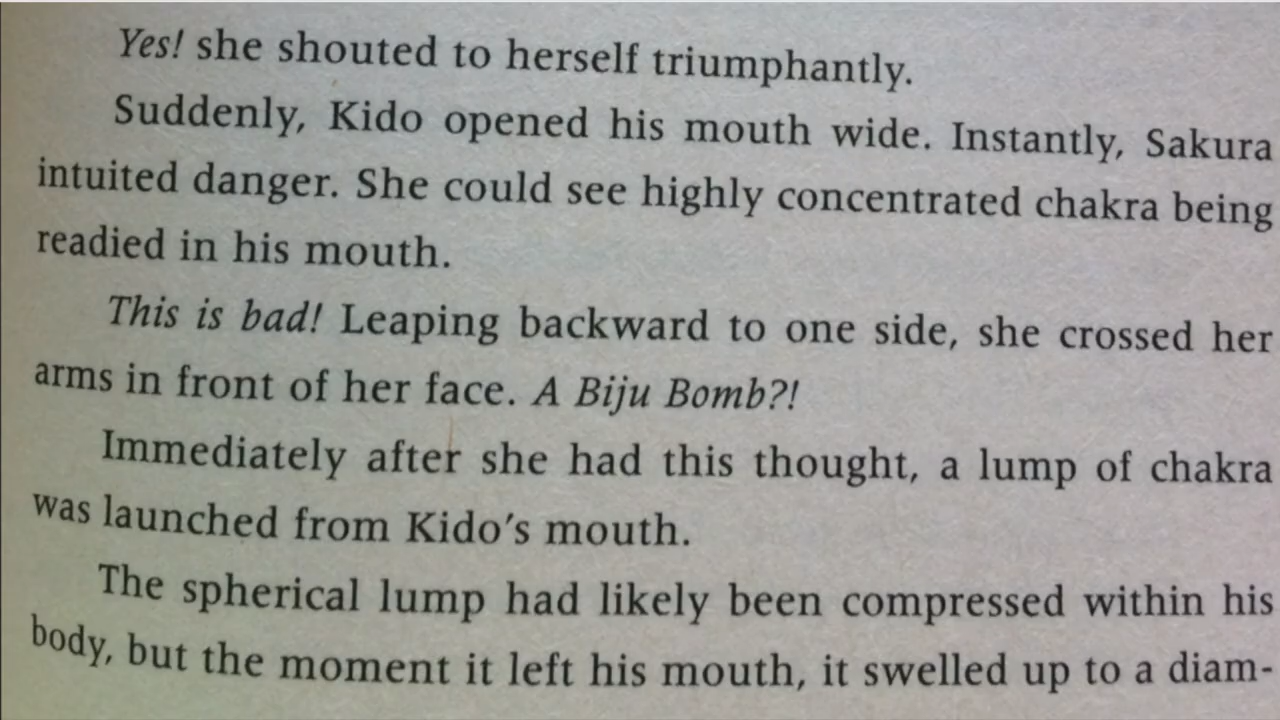 Yes! she shouted to herself triumphantly.
Suddenly, Kido opened his mouth wide. Instantly, Sakura
intuited danger. She could see highly concentrated chakra being
readied in his mouth.
This is bad! Leaping backward to one side, she crossed her
arms in front of her face. A Biju Bomb?!
Immediately after she had this thought, a lump of chakra
was launched from Kido's mouth.
The spherical lump had likely been compressed within his
body, but the moment it left his mouth, it swelled up to a diam-